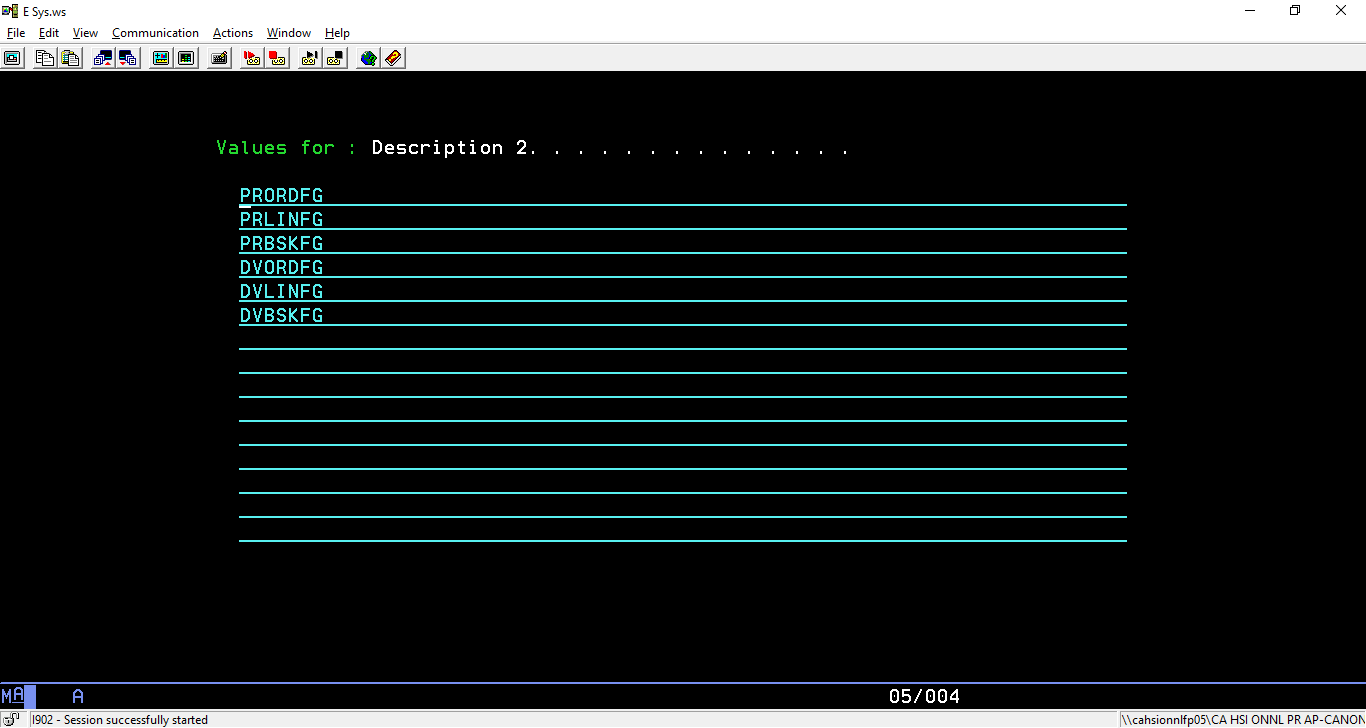 E Sys.ws
File Edit View Communication Actions Window Help
Values for : Description 2. . . . . . . . . . . . . .
PRORDFG
PRLINFG
PRBSKFG
DVORDFG
DVLINFG
DVBSKFG
MA A 05/004
I902 - Session successfully started \\cahsionnlfp05\CA HSI ONNL PR AP-CANON